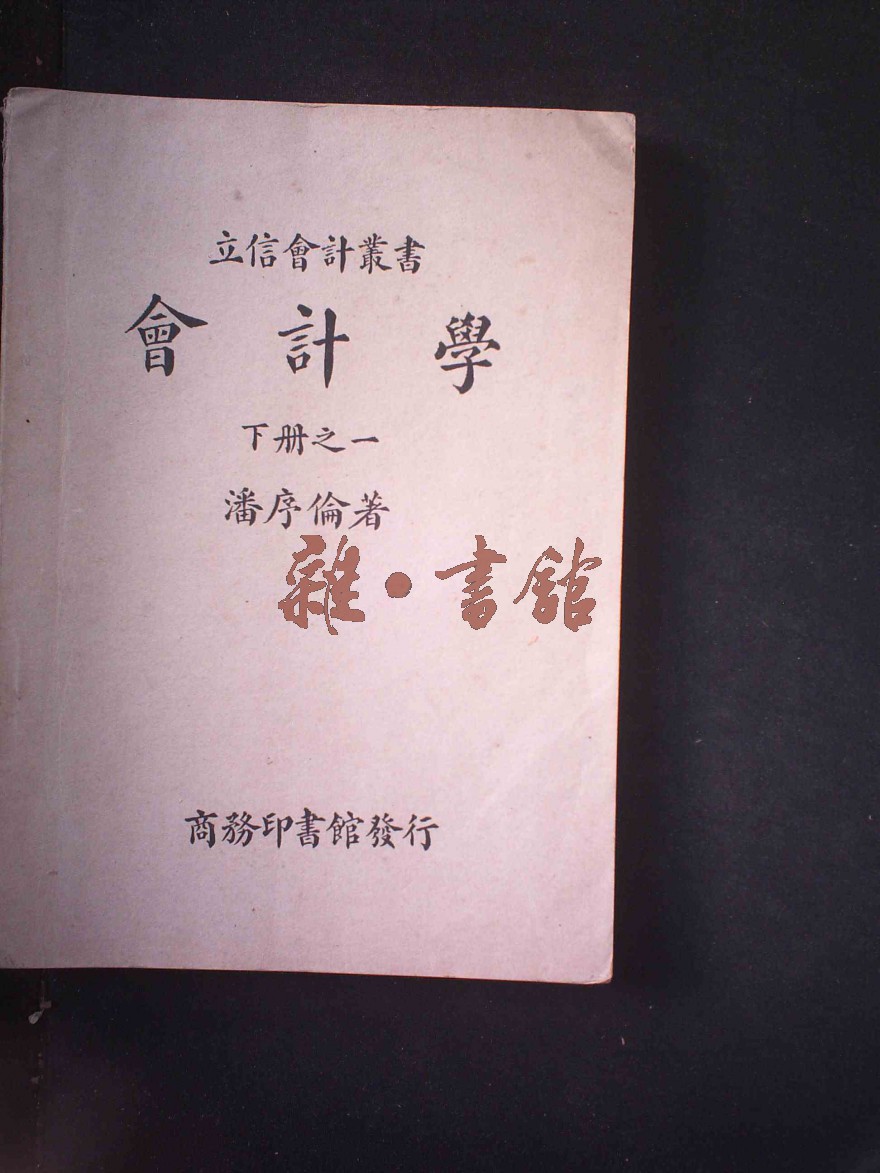 立信會計叢書
會計學
下册之一
潘序倫著
雜·書館
商務印書館發行